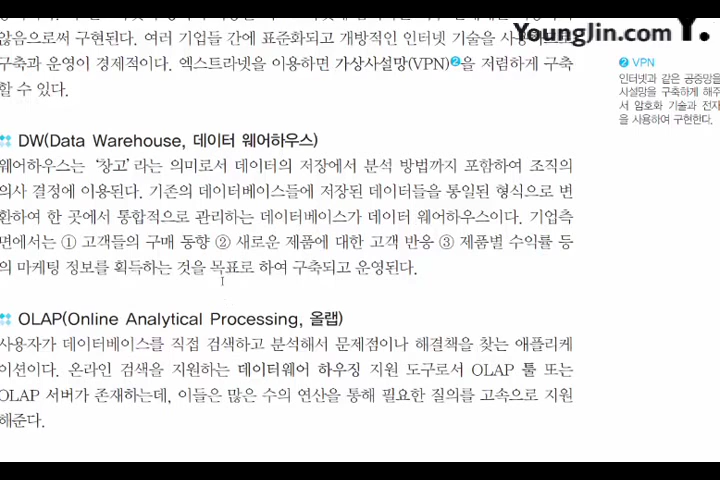 YoungJin.com Y.
않음으로써 구현된다. 여러 기업들 간에 표준화되고 개방적인 인터넷 기술을 사용하므로
구축과 운영이 경제적이다. 엑스트라넷을 이용하면 가상사설망(VPN)❷을 저렴하게 구축
할 수 있다.
❷ VPN
인터넷과 같은 공중망을
사설망을 구축하게 해주
서 암호화 기술과 전자
을 사용하여 구현한다.
DW(Data Warehouse, 데이터 웨어하우스)
웨어하우스는 ‘창고’라는 의미로서 데이터의 저장에서 분석 방법까지 포함하여 조직의
의사 결정에 이용된다. 기존의 데이터베이스들에 저장된 데이터들을 통일된 형식으로 변
환하여 한 곳에서 통합적으로 관리하는 데이터베이스가 데이터 웨어하우스이다. 기업측
면에서는 ① 고객들의 구매 동향 ② 새로운 제품에 대한 고객 반응 ③ 제품별 수익률 등
의 마케팅 정보를 획득하는 것을 목표로 하여 구축되고 운영된다.
OLAP(Online Analytical Processing, 올랩)
사용자가 데이터베이스를 직접 검색하고 분석해서 문제점이나 해결책을 찾는 애플리케
이션이다. 온라인 검색을 지원하는 데이터웨어 하우징 지원 도구로서 OLAP 툴 또는
OLAP 서버가 존재하는데, 이들은 많은 수의 연산을 통해 필요한 질의를 고속으로 지원
해준다.